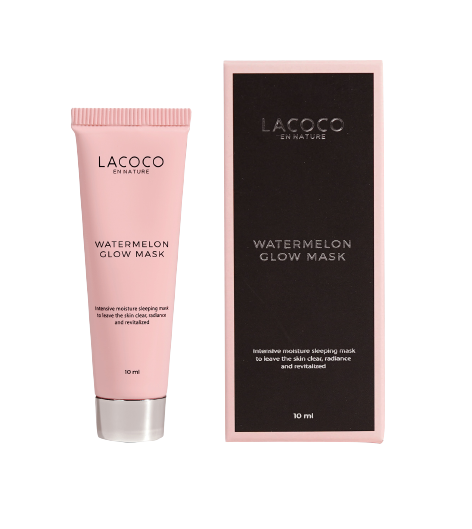 LACOCO
EN NATURE
WATERMELON
GLOW MASK
Intensive moisture sleeping mask
to leave the skin clear, radiance
and revitalized
10 ml
LACOCO
EN NATURE
WATERMELON
GLOW MASK
Intensive moisture sleeping mask
to leave the skin clear, radiance
and revitalized
10 ml